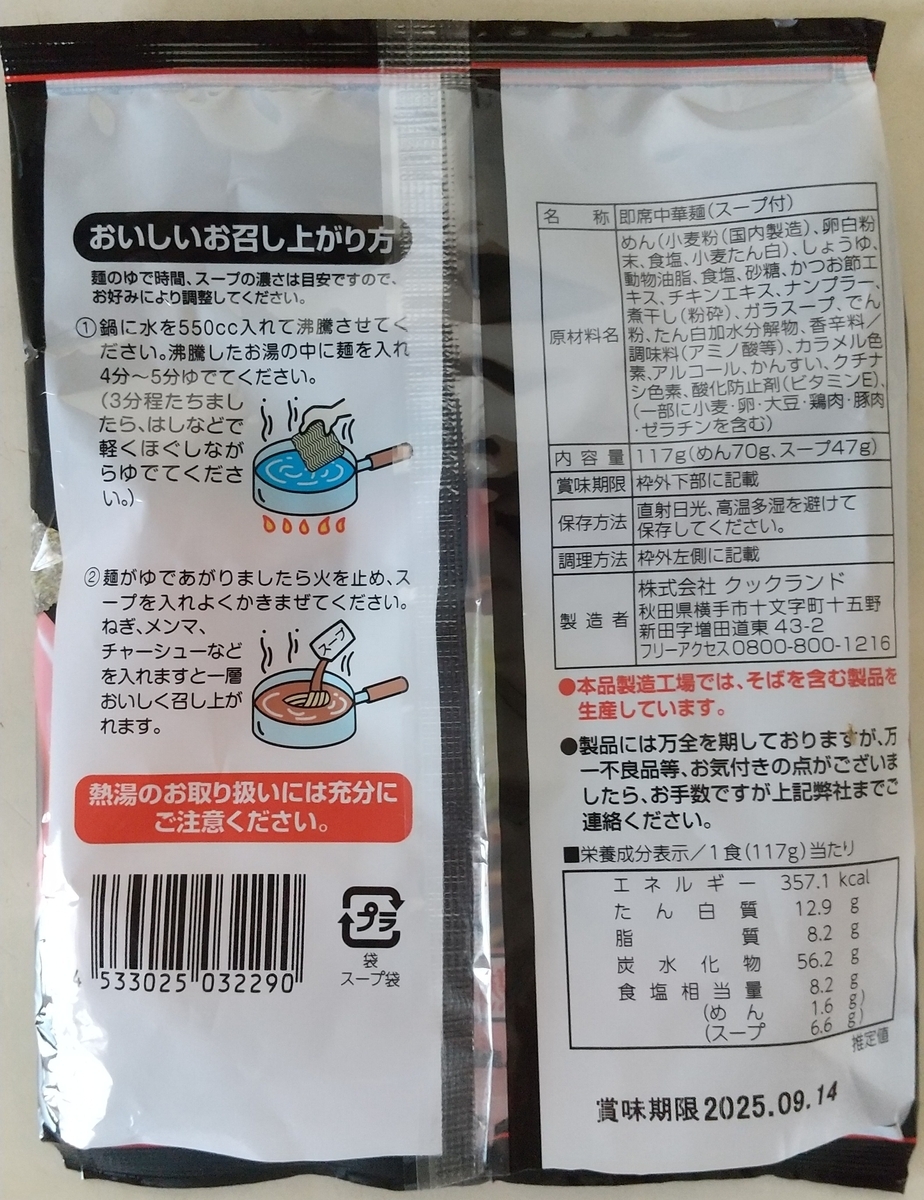 おいしいお召し上がり方
麺のゆで時間、スープの濃さは目安ですので、
お好みにより調整してください。
①鍋に水を550cc入れて沸騰させてく
ださい。沸騰したお湯の中に麺を入れ
4分〜5分ゆでてください。
(3分程たちまし
たら、はしなどで
軽くほぐしなが
らゆでてくださ
い。)
②麺がゆであがりましたら火を止め、ス
ープを入れよくかきまぜてください。
ねぎ、メンマ、
チャーシューなど
を入れますと一層
おいしく召し上が
れます。
スープ
熱湯のお取り扱いには充分に
ご注意ください。
4 533025 032290
プラ
袋
スープ袋
名称 即席中華麺(スープ付)
原材料名 めん(小麦粉(国内製造)、卵白粉
末、食塩、小麦たん白)、しょうゆ、
動物油脂、食塩、砂糖、かつお節エ
キス、チキンエキス、ナンプラー、
煮干し(粉砕)、ガラスープ、でん
粉、たん白加水分解物、香辛料/
調味料(アミノ酸等)、カラメル色
素、アルコール、かんすい、クチナ
シ色素、酸化防止剤(ビタミンE)、
(一部に小麦・卵・大豆・鶏肉・豚肉
・ゼラチンを含む)
内容量 117g(めん70g、スープ47g)
賞味期限 枠外下部に記載
保存方法 直射日光、高温多湿を避けて
保存してください。
調理方法 枠外左側に記載
製造者 株式会社 クックランド
秋田県横手市十文字町十五野
新田字増田道東 43-2
フリーアクセス0800-800-1216
●本品製造工場では、そばを含む製品を
生産しています。
●製品には万全を期しておりますが、万
一不良品等、お気付きの点がございま
したら、お手数ですが上記弊社までご
連絡ください。
■栄養成分表示/1食(117g)当たり
エネルギー 357.1 kcal
たん白質 12.9 g
脂質 8.2 g
炭水化物 56.2 g
食塩相当量 8.2 g
(めん 1.6 g)
(スープ 6.6 g)
推定値
賞味期限2025.09.14